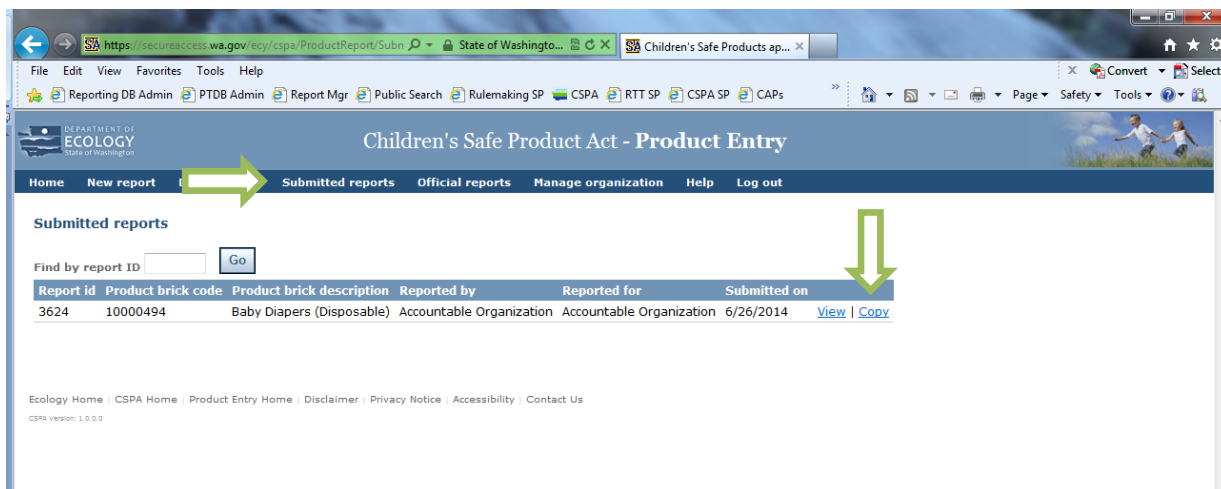 https://secureaccess.wa.gov/ecy/cspa/ProductReport/Subn State of Washingto... Children's Safe Products ap...
File Edit View Favorites Tools Help Convert Select
Reporting DB Admin PTDB Admin Report Mgr Public Search Rulemaking SP CSPA RTT SP CSPA SP CAPs » Page Safety Tools
DEPARTMENT OF
ECOLOGY
State of Washington
Children's Safe Product Act - Product Entry
Home New report Submitted reports Official reports Manage organization Help Log out
Submitted reports
Find by report ID Go
Report id Product brick code Product brick description Reported by Reported for Submitted on
3624 10000494 Baby Diapers (Disposable) Accountable Organization Accountable Organization 6/26/2014 View | Copy
Ecology Home | CSPA Home | Product Entry Home | Disclaimer | Privacy Notice | Accessibility | Contact Us
CSPA Version: 1.0.0.0